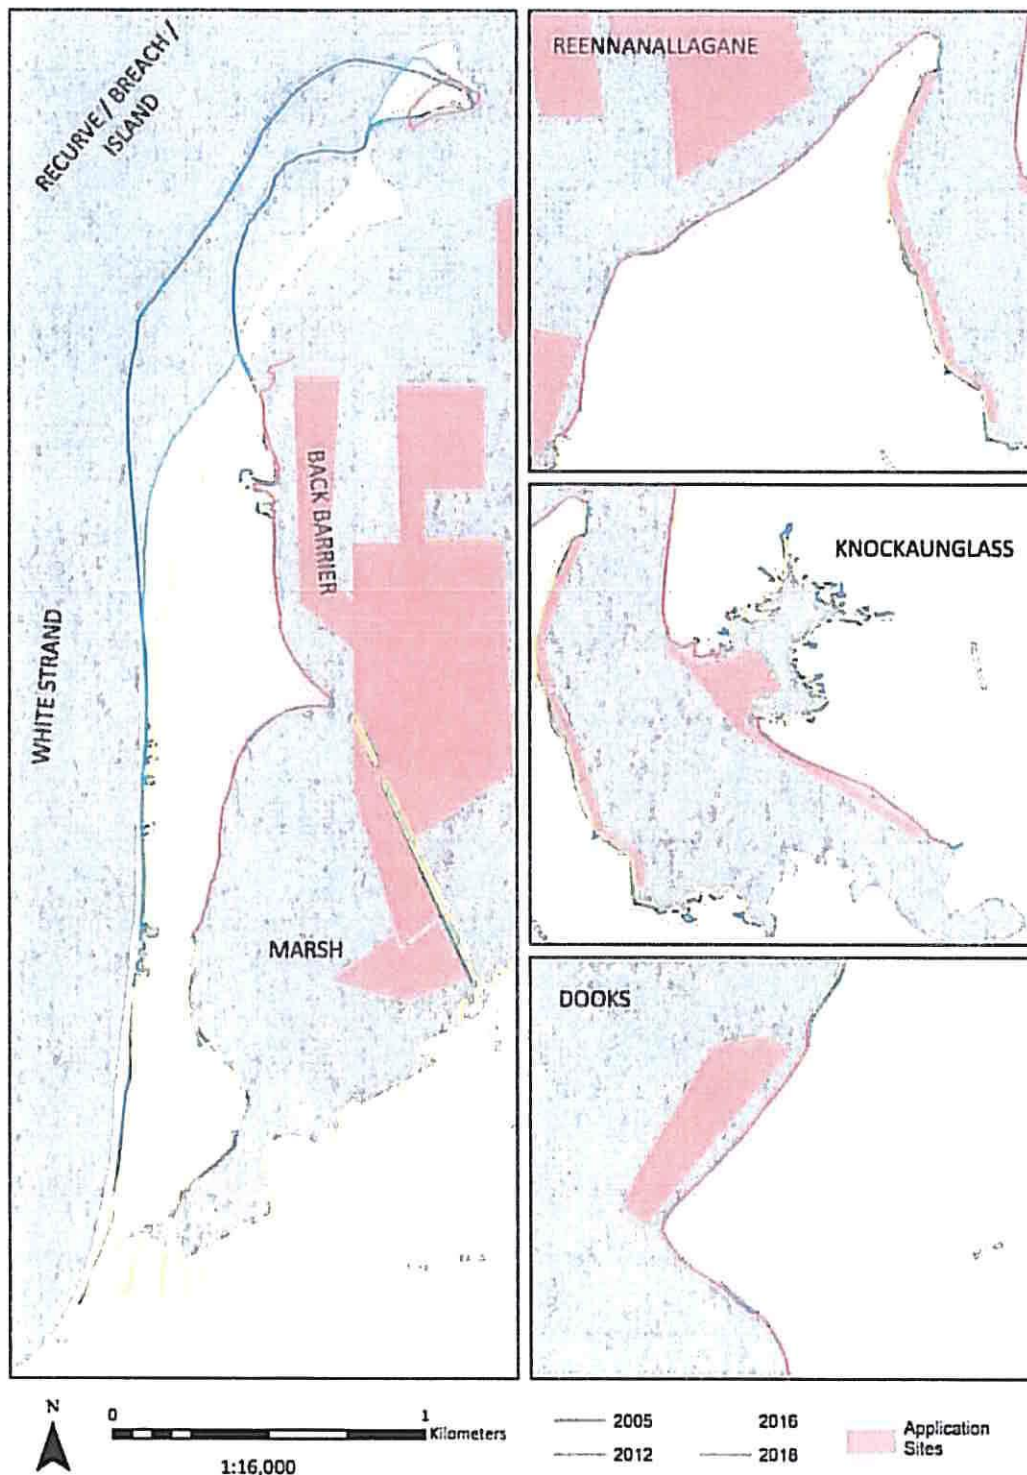 RECURVE / BREACH /
ISLAND
WHITE STRAND
BACK BARRIER
MARSH
REENNANALLAGANE
KNOCKAUNGLASS
DOOKS
N
0 1
Kilometers
1:16,000
2005 2016
2012 2018
Application
Sites